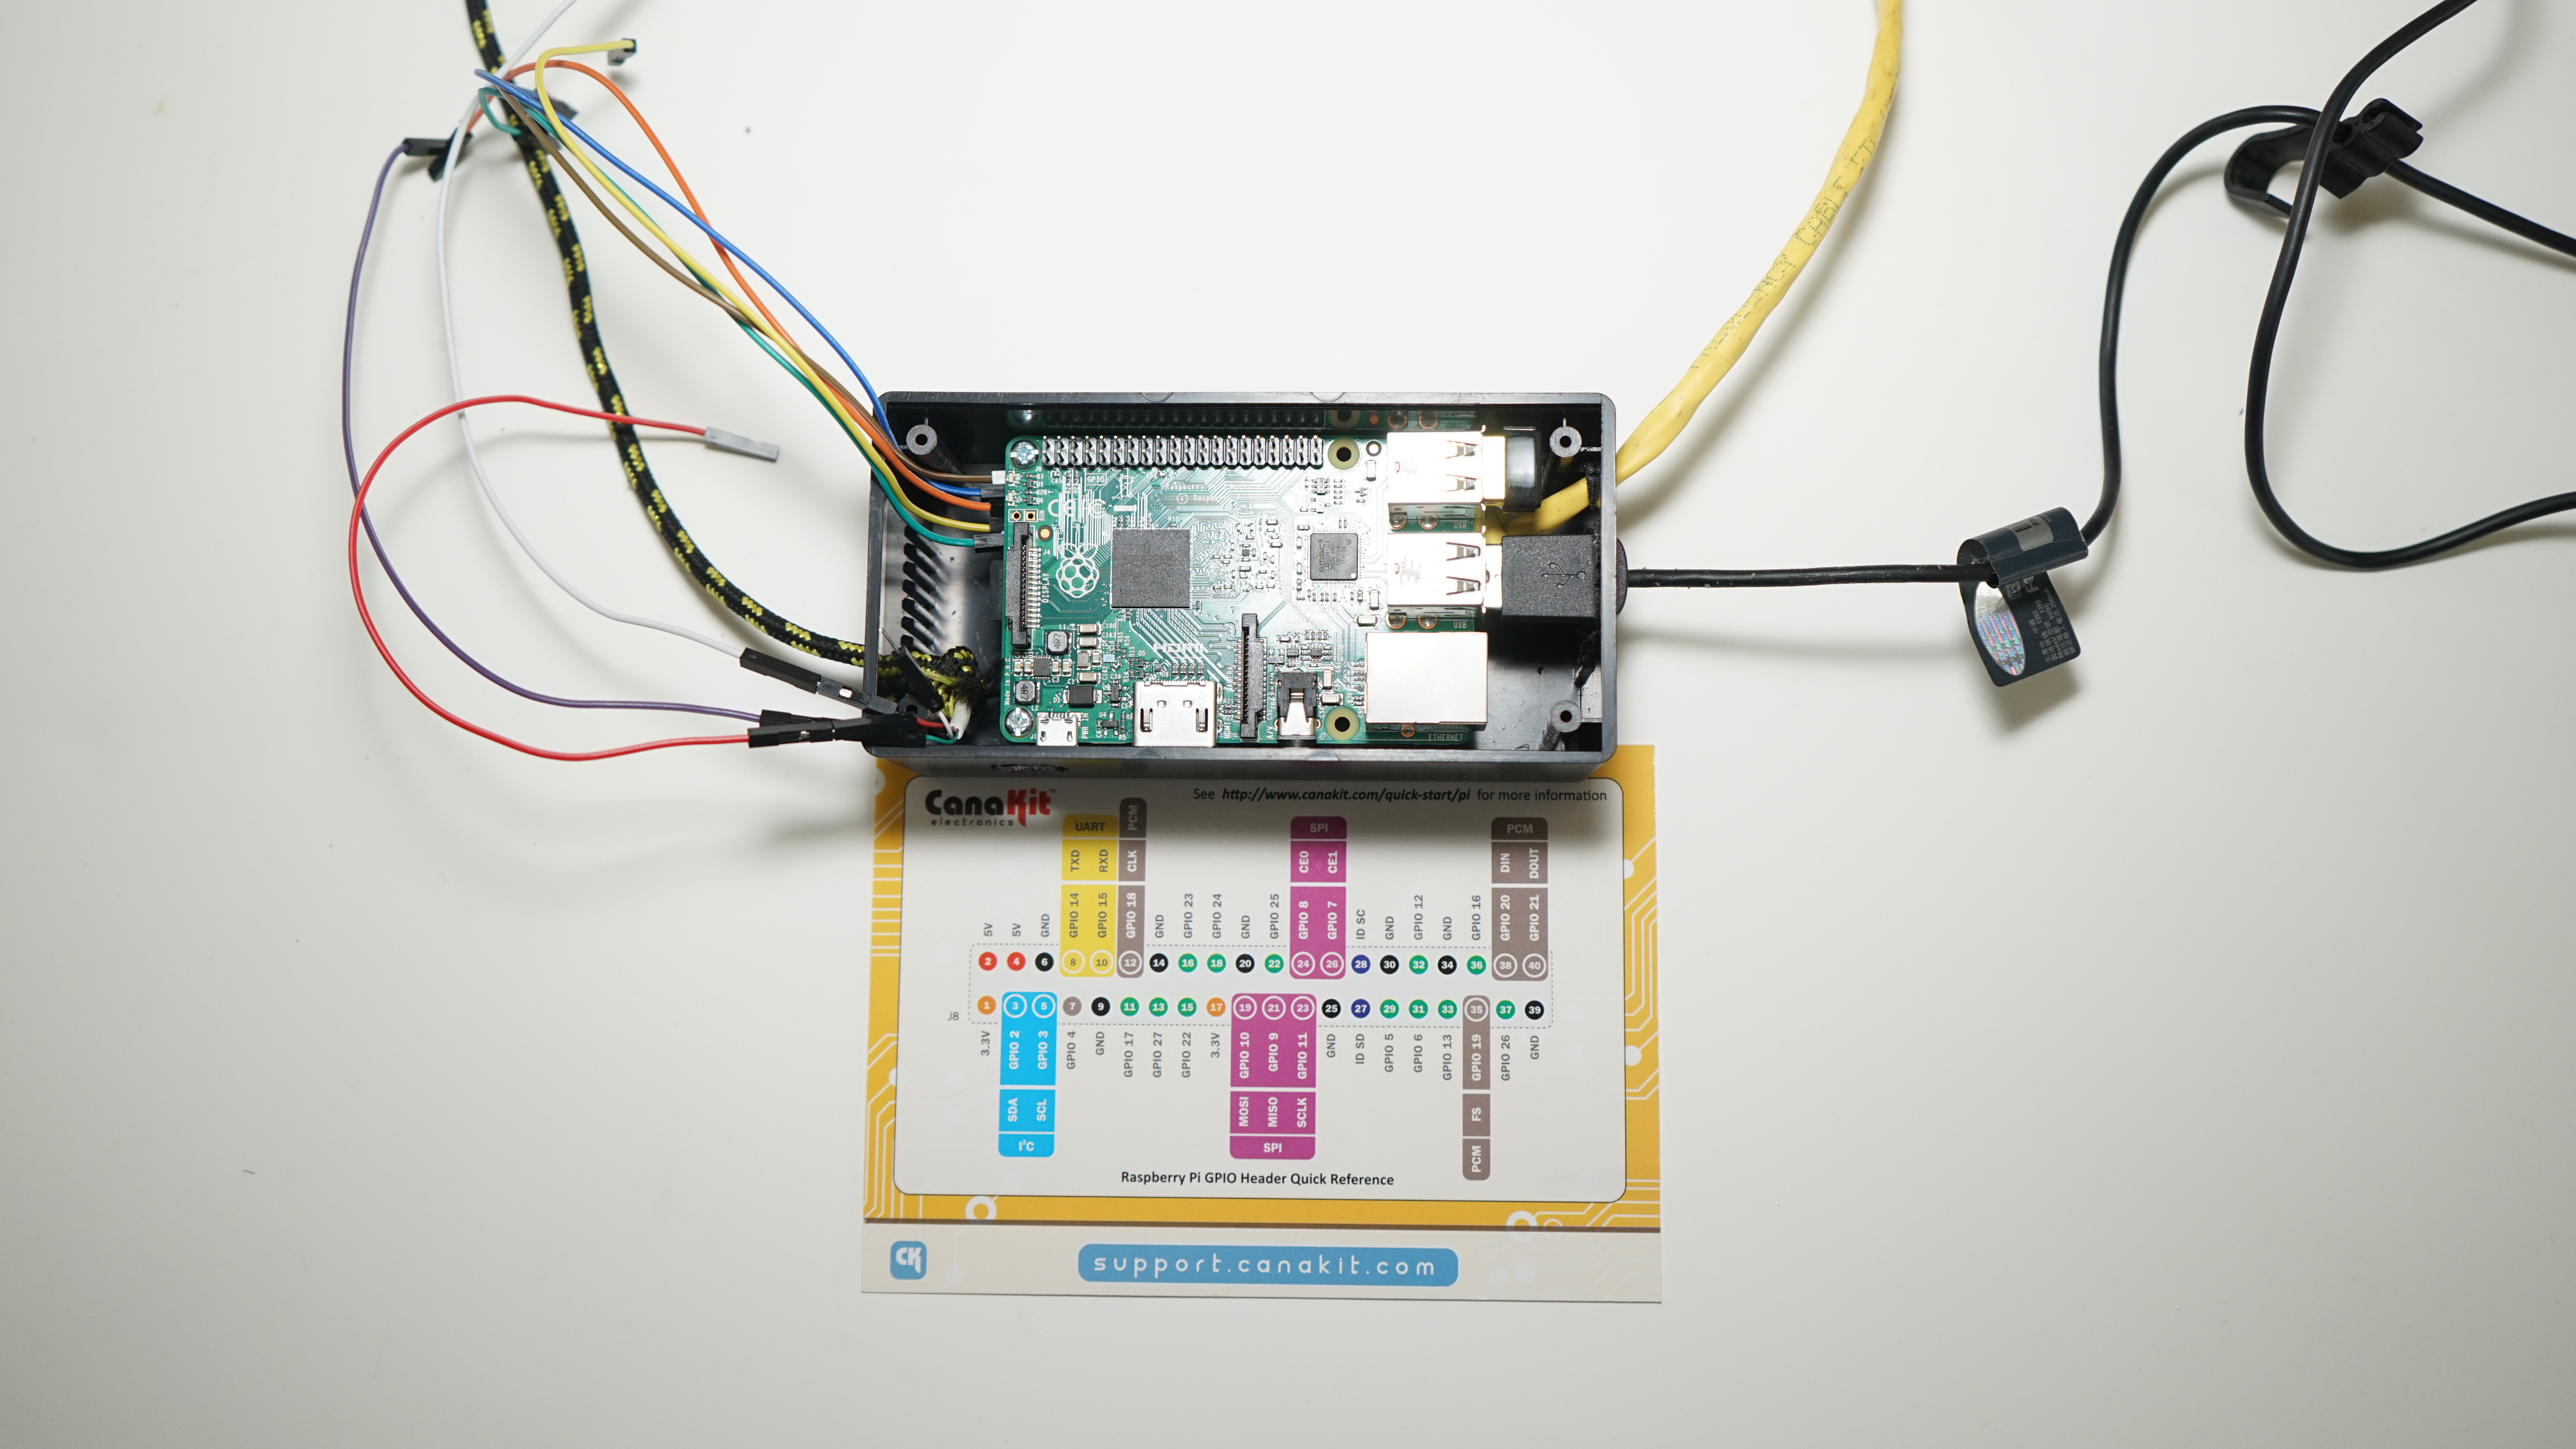 GPIO
DISPLAY
HDMI
USB
USB
ETHERNET
A/V
CanaKit™
electronics
See http://www.canakit.com/quick-start/pi for more information
UART
PCM
SPI
PCM
TXD
RXD
CLK
CE0
CE1
DIN
DOUT
5V
5V
GND
GPIO 14
GPIO 15
GPIO 18
GND
GPIO 23
GPIO 24
GND
GPIO 25
GPIO 8
GPIO 7
ID SC
GND
GPIO 12
GND
GPIO 16
GPIO 20
GPIO 21
2 4 6 8 10 12 14 16 18 20 22 24 26 28 30 32 34 36 38 40
J8
1 3 5 7 9 11 13 15 17 19 21 23 25 27 29 31 33 35 37 39
3.3V
GPIO 2
GPIO 3
GPIO 4
GND
GPIO 17
GPIO 27
GPIO 22
3.3V
GPIO 10
GPIO 9
GPIO 11
GND
ID SD
GPIO 5
GPIO 6
GPIO 13
GPIO 19
GPIO 26
GND
SDA
SCL
MOSI
MISO
SCLK
FS
I²C
SPI
PCM
Raspberry Pi GPIO Header Quick Reference
CK
support.canakit.com